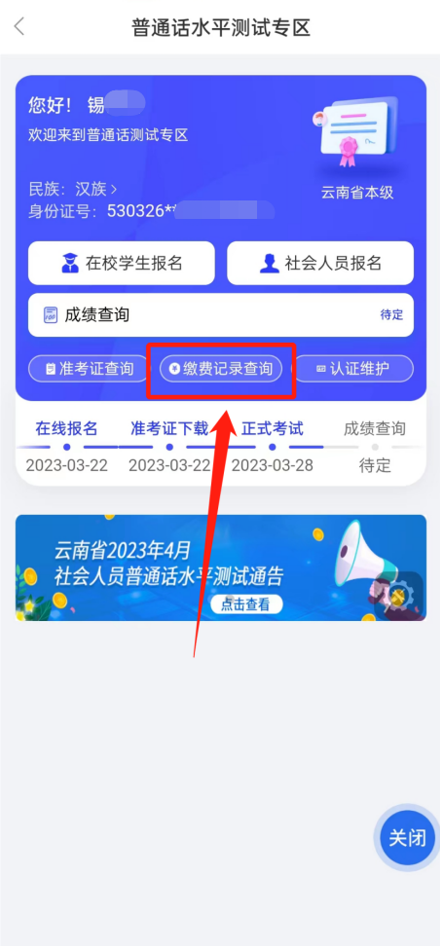 普通话水平测试专区
您好！ 锡
欢迎来到普通话测试专区
民族：汉族
身份证号：530326**
云南省本级
在校学生报名
社会人员报名
成绩查询
待定
准考证查询
缴费记录查询
认证维护
在线报名
准考证下载
正式考试
成绩查询
2023-03-22
2023-03-22
2023-03-28
待定
云南省2023年4月
社会人员普通话水平测试通告
点击查看
关闭